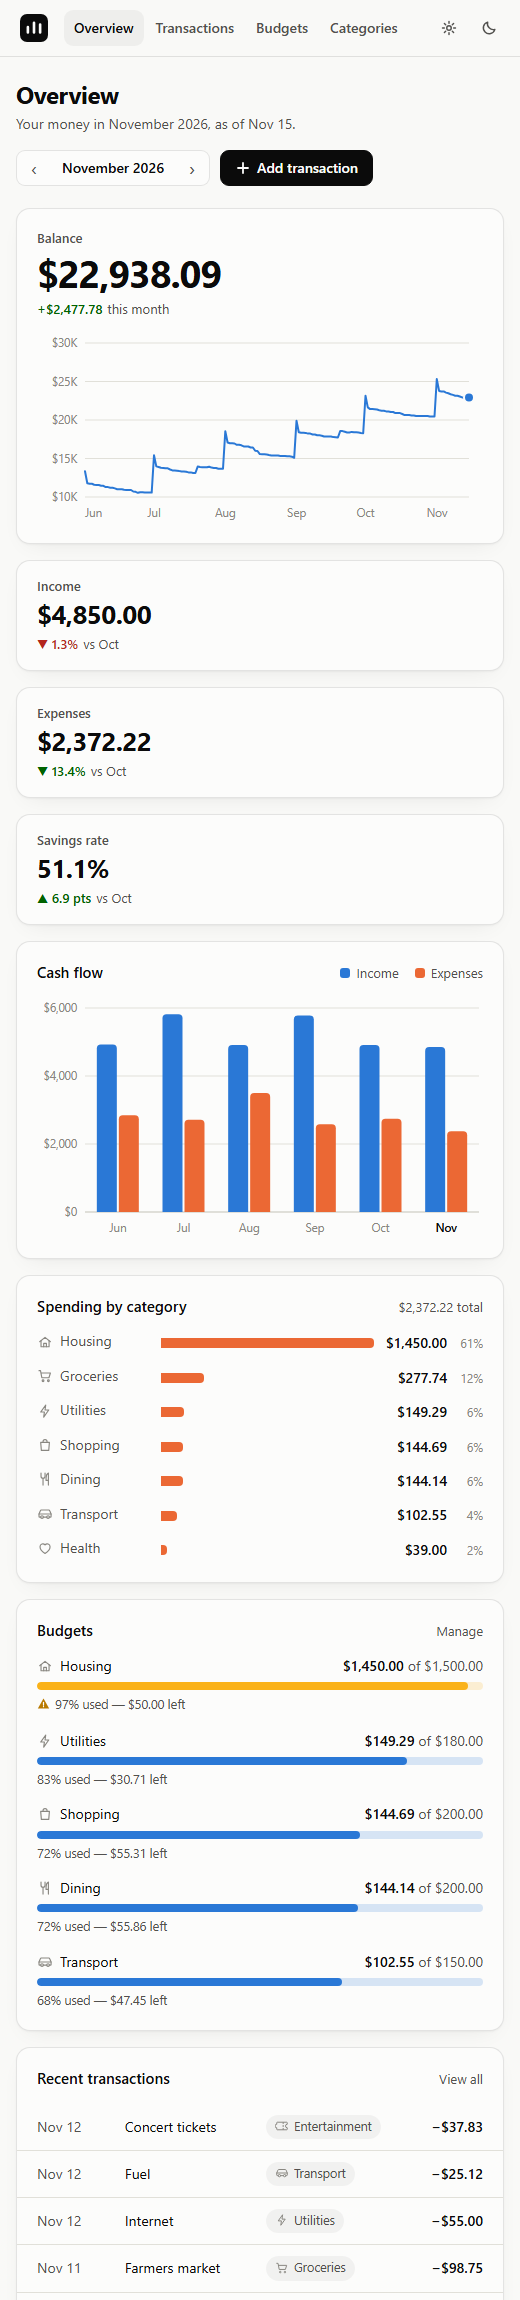 Overview Transactions Budgets Categories
Overview
Your money in November 2026, as of Nov 15.
‹ November 2026 ›
+ Add transaction
Balance
$22,938.09
+$2,477.78 this month
$30K
$25K
$20K
$15K
$10K
Jun Jul Aug Sep Oct Nov
Income
$4,850.00
▼ 1.3% vs Oct
Expenses
$2,372.22
▼ 13.4% vs Oct
Savings rate
51.1%
▲ 6.9 pts vs Oct
Cash flow
Income Expenses
$6,000
$4,000
$2,000
$0
Jun Jul Aug Sep Oct Nov
Spending by category $2,372.22 total
Housing $1,450.00 61%
Groceries $277.74 12%
Utilities $149.29 6%
Shopping $144.69 6%
Dining $144.14 6%
Transport $102.55 4%
Health $39.00 2%
Budgets Manage
Housing $1,450.00 of $1,500.00
97% used — $50.00 left
Utilities $149.29 of $180.00
83% used — $30.71 left
Shopping $144.69 of $200.00
72% used — $55.31 left
Dining $144.14 of $200.00
72% used — $55.86 left
Transport $102.55 of $150.00
68% used — $47.45 left
Recent transactions View all
Nov 12 Concert tickets Entertainment −$37.83
Nov 12 Fuel Transport −$25.12
Nov 12 Internet Utilities −$55.00
Nov 11 Farmers market Groceries −$98.75